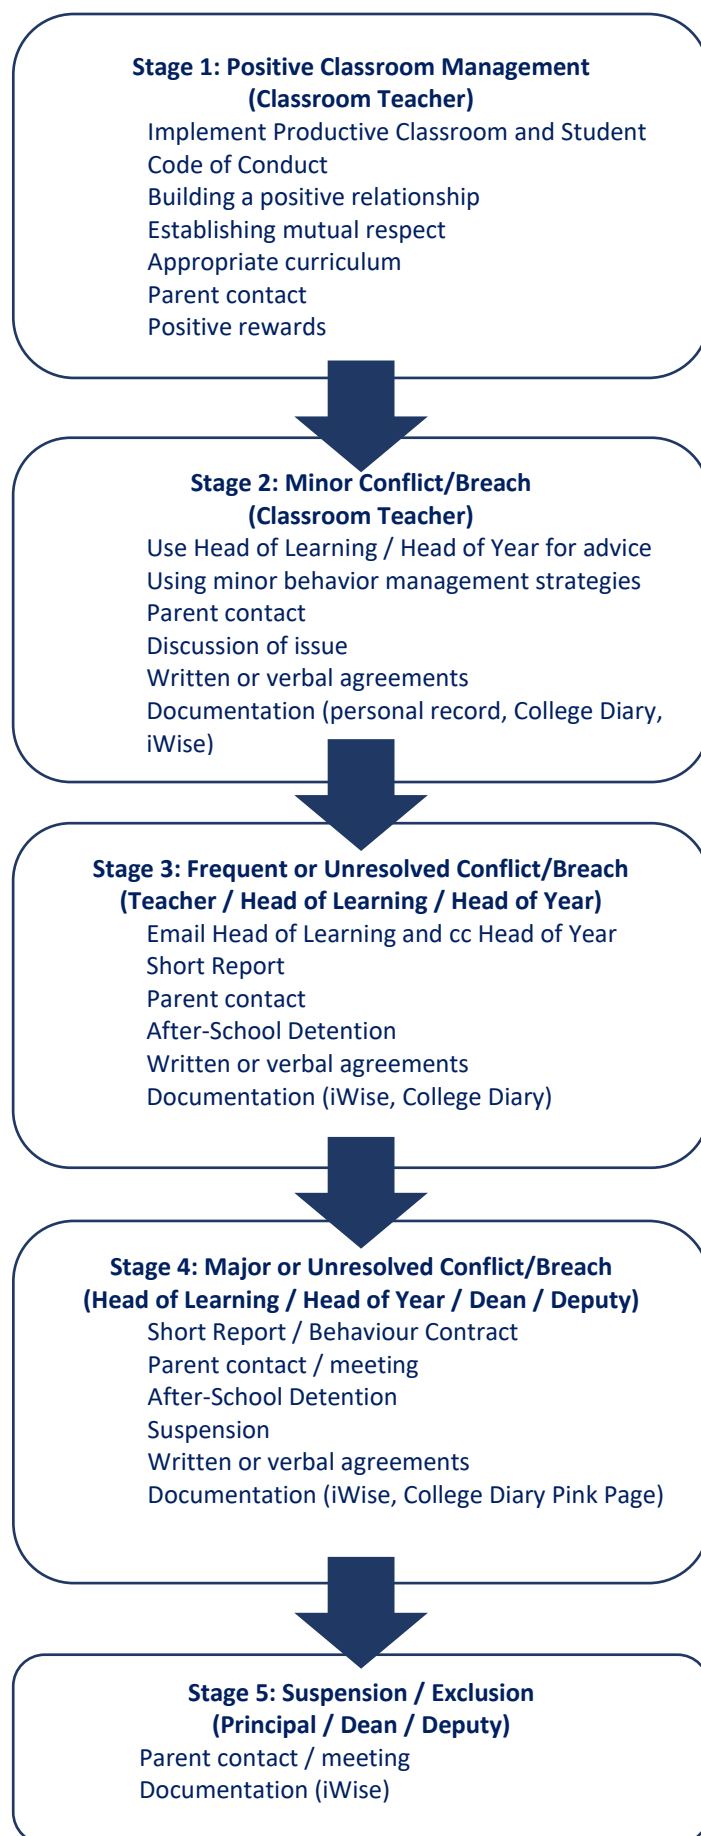 Stage 1: Positive Classroom Management
(Classroom Teacher)
Implement Productive Classroom and Student
Code of Conduct
Building a positive relationship
Establishing mutual respect
Appropriate curriculum
Parent contact
Positive rewards
Stage 2: Minor Conflict/Breach
(Classroom Teacher)
Use Head of Learning / Head of Year for advice
Using minor behavior management strategies
Parent contact
Discussion of issue
Written or verbal agreements
Documentation (personal record, College Diary,
iWise)
Stage 3: Frequent or Unresolved Conflict/Breach
(Teacher / Head of Learning / Head of Year)
Email Head of Learning and cc Head of Year
Short Report
Parent contact
After-School Detention
Written or verbal agreements
Documentation (iWise, College Diary)
Stage 4: Major or Unresolved Conflict/Breach
(Head of Learning / Head of Year / Dean / Deputy)
Short Report / Behaviour Contract
Parent contact / meeting
After-School Detention
Suspension
Written or verbal agreements
Documentation (iWise, College Diary Pink Page)
Stage 5: Suspension / Exclusion
(Principal / Dean / Deputy)
Parent contact / meeting
Documentation (iWise)